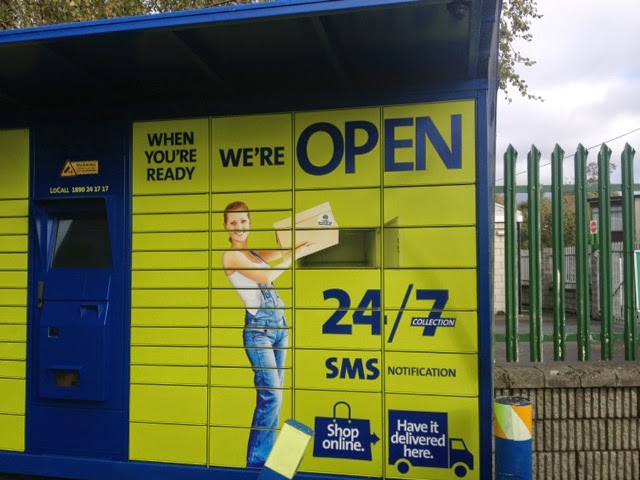 WHEN
YOU'RE
READY
WE'RE OPEN
WARNING
LoCall 1890 24 17 17
24/7
COLLECTION
SMS NOTIFICATION
Shop
online.
Have it
delivered
here.